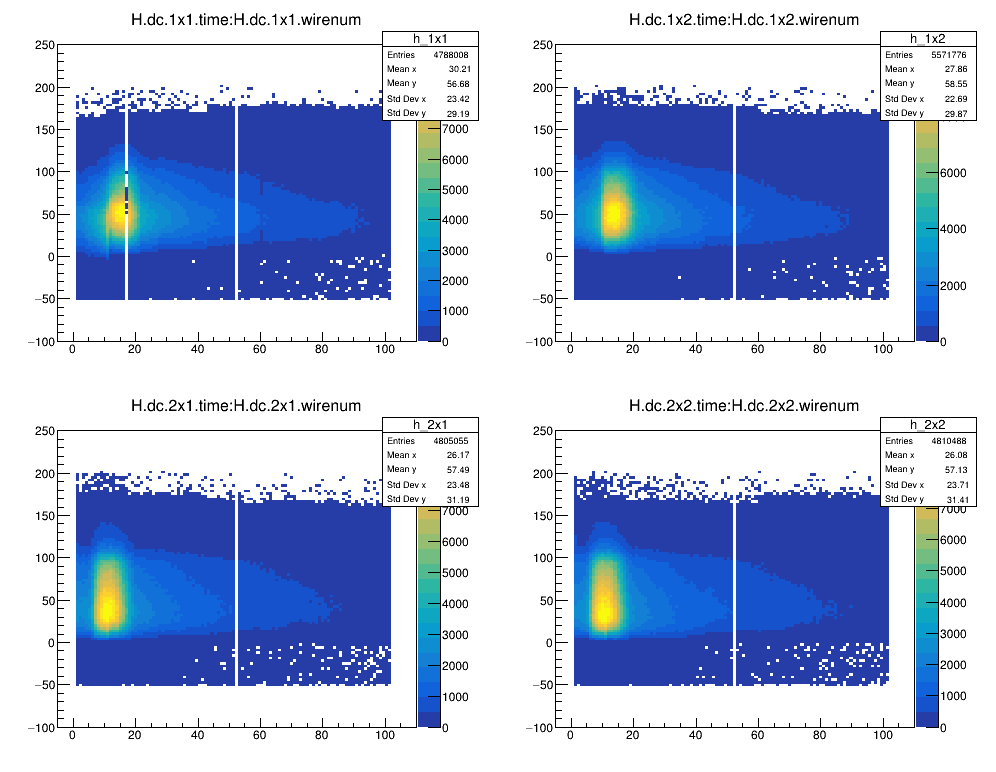 H.dc.1x1.time:H.dc.1x1.wirenum
h_1x1
Entries 4788008
Mean x 30.21
Mean y 56.68
Std Dev x 23.42
Std Dev y 29.19
250
200
150
100
50
0
−50
−100
0 20 40 60 80 100
7000
6000
5000
4000
3000
2000
1000
0
H.dc.1x2.time:H.dc.1x2.wirenum
h_1x2
Entries 5571776
Mean x 27.86
Mean y 58.55
Std Dev x 22.69
Std Dev y 29.87
250
200
150
100
50
0
−50
−100
0 20 40 60 80 100
6000
4000
2000
0
H.dc.2x1.time:H.dc.2x1.wirenum
h_2x1
Entries 4805055
Mean x 26.17
Mean y 57.49
Std Dev x 23.48
Std Dev y 31.19
250
200
150
100
50
0
−50
−100
0 20 40 60 80 100
7000
6000
5000
4000
3000
2000
1000
0
H.dc.2x2.time:H.dc.2x2.wirenum
h_2x2
Entries 4810488
Mean x 26.08
Mean y 57.13
Std Dev x 23.71
Std Dev y 31.41
250
200
150
100
50
0
−50
−100
0 20 40 60 80 100
7000
6000
5000
4000
3000
2000
1000
0